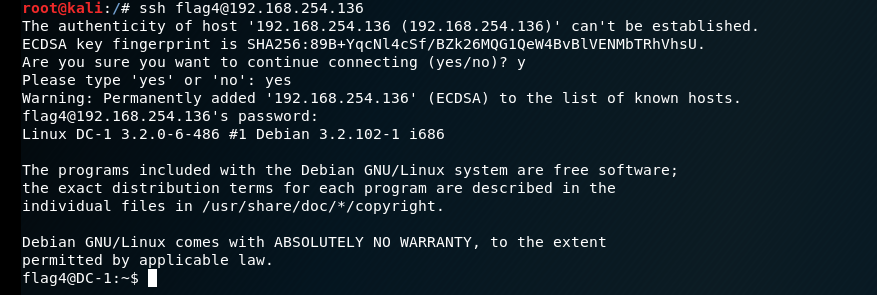 root@kali:/# ssh flag4@192.168.254.136
The authenticity of host '192.168.254.136 (192.168.254.136)' can't be established.
ECDSA key fingerprint is SHA256:89B+YqcNl4cSf/BZk26MQG1QeW4BvBlVENMbTRhVhsU.
Are you sure you want to continue connecting (yes/no)? y
Please type 'yes' or 'no': yes
Warning: Permanently added '192.168.254.136' (ECDSA) to the list of known hosts.
flag4@192.168.254.136's password:
Linux DC-1 3.2.0-6-486 #1 Debian 3.2.102-1 i686
The programs included with the Debian GNU/Linux system are free software;
the exact distribution terms for each program are described in the
individual files in /usr/share/doc/*/copyright.
Debian GNU/Linux comes with ABSOLUTELY NO WARRANTY, to the extent
permitted by applicable law.
flag4@DC-1:~$